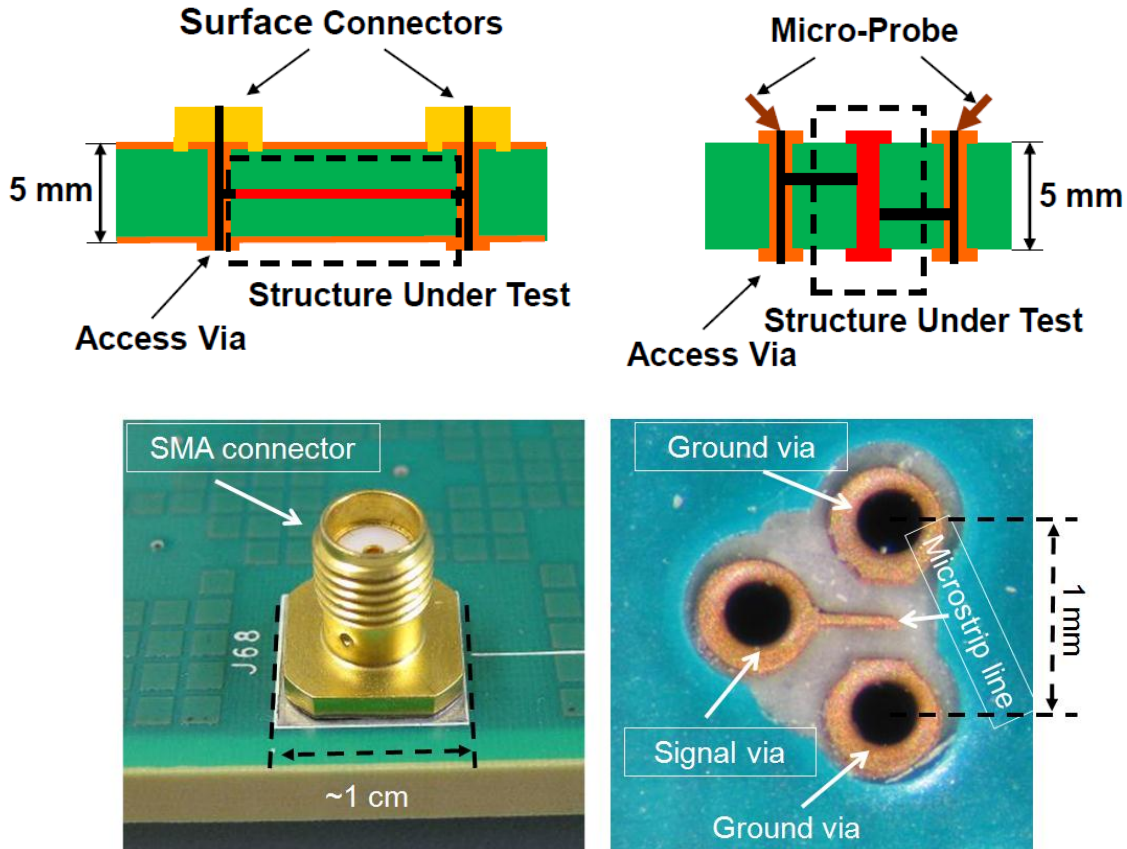 Surface Connectors
5 mm
Structure Under Test
Access Via
Micro-Probe
5 mm
Structure Under Test
Access Via
SMA connector
J68
~1 cm
Ground via
Microstrip line
1 mm
Signal via
Ground via